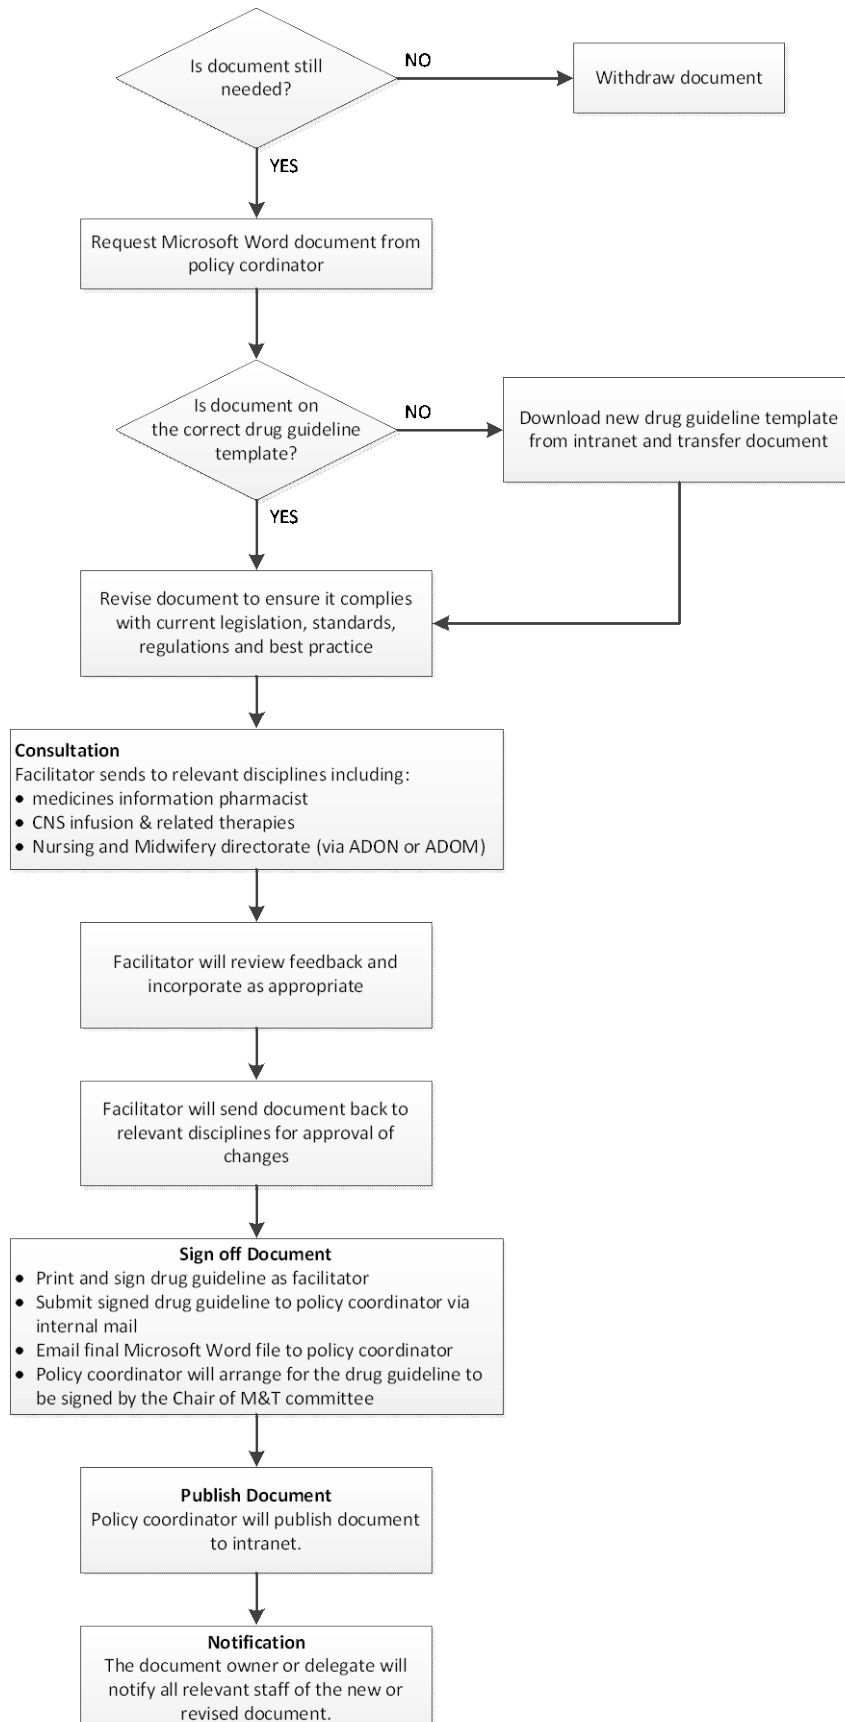 Is document still
needed?
NO
Withdraw document
YES
Request Microsoft Word document from
policy cordinator
Is document on
the correct drug guideline
template?
NO
Download new drug guideline template
from intranet and transfer document
YES
Revise document to ensure it complies
with current legislation, standards,
regulations and best practice
Consultation
Facilitator sends to relevant disciplines including:
• medicines information pharmacist
• CNS infusion & related therapies
• Nursing and Midwifery directorate (via ADON or ADOM)
Facilitator will review feedback and
incorporate as appropriate
Facilitator will send document back to
relevant disciplines for approval of
changes
Sign off Document
• Print and sign drug guideline as facilitator
• Submit signed drug guideline to policy coordinator via
internal mail
• Email final Microsoft Word file to policy coordinator
• Policy coordinator will arrange for the drug guideline to
be signed by the Chair of M&T committee
Publish Document
Policy coordinator will publish document
to intranet.
Notification
The document owner or delegate will
notify all relevant staff of the new or
revised document.